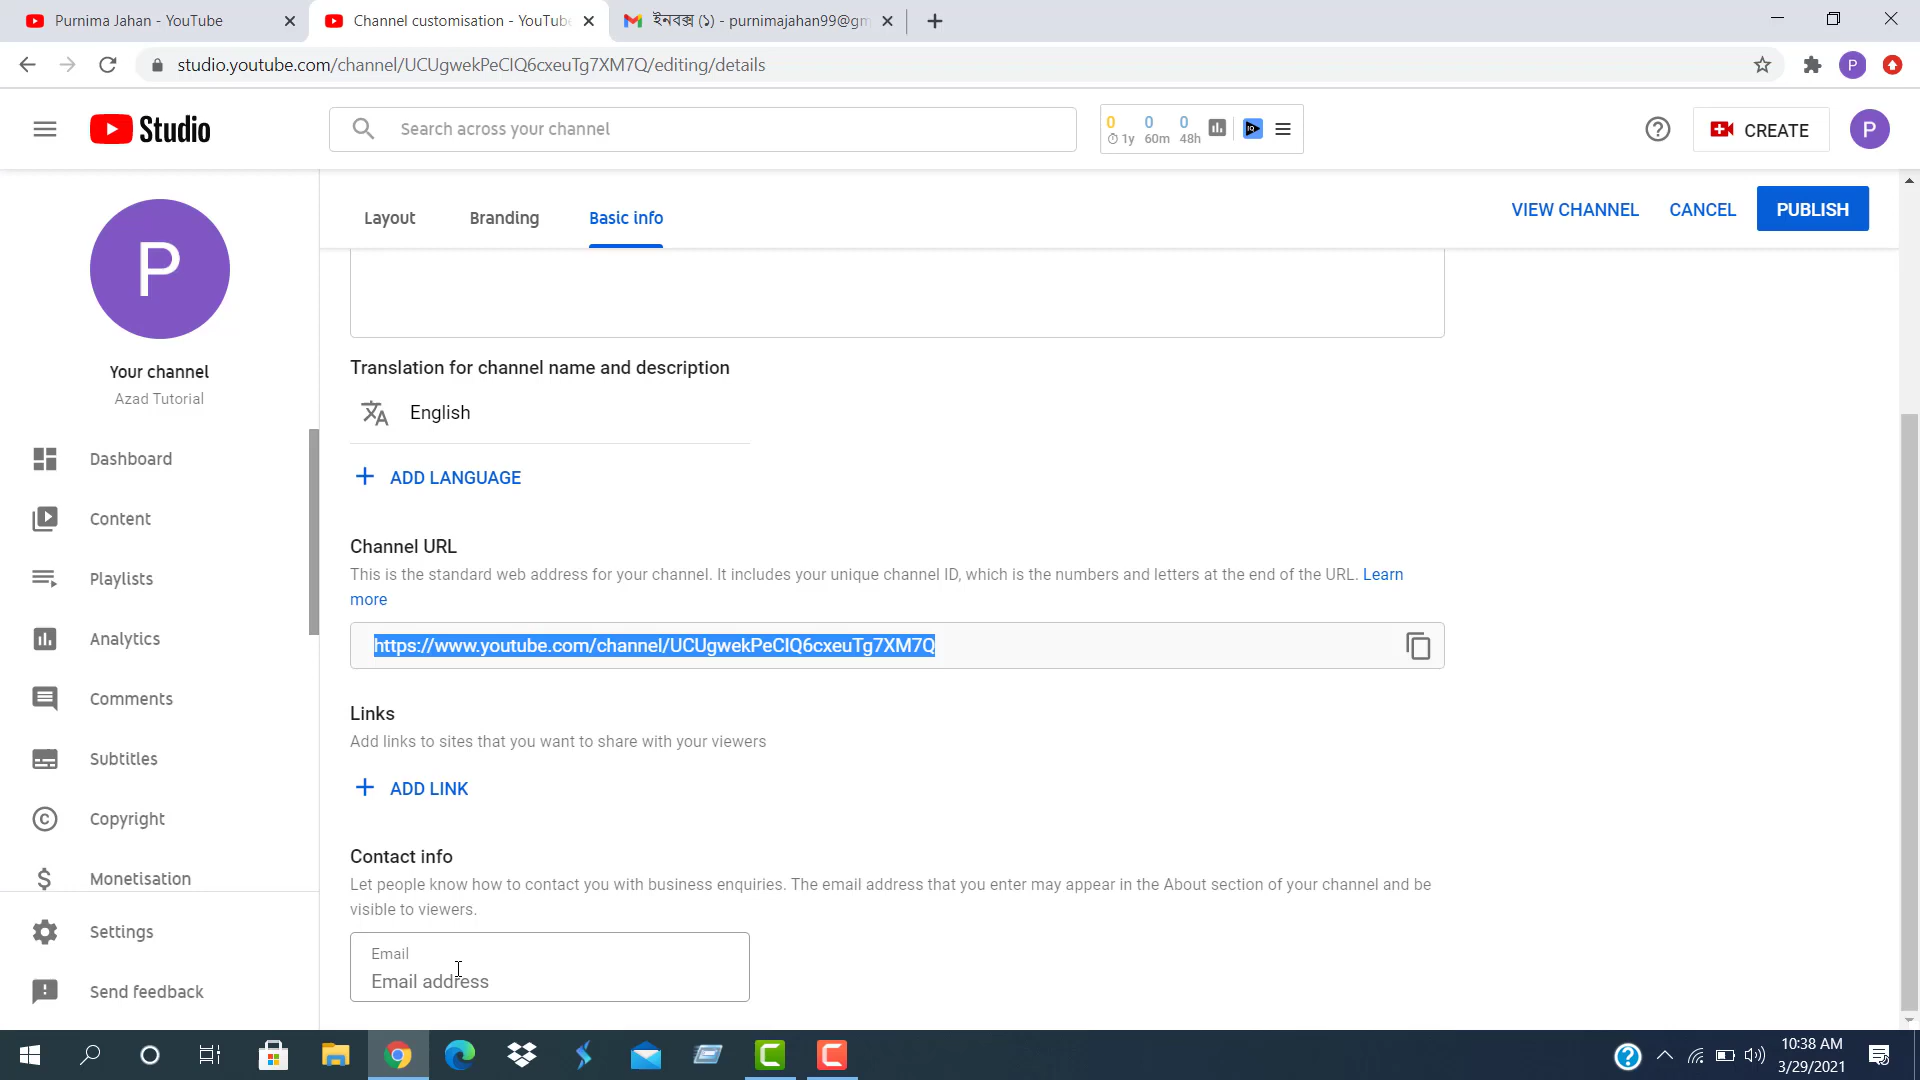 Purnima Jahan - YouTube
Channel customisation - YouTub
ইনবক্স (১) - purnimajahan99@gm
studio.youtube.com/channel/UCUgwekPeCIQ6cxeuTg7XM7Q/editing/details
P
Studio
Search across your channel
0 0 0
1y 60m 48h
IQ
CREATE
P
Layout
Branding
Basic info
VIEW CHANNEL
CANCEL
PUBLISH
P
Your channel
Azad Tutorial
Dashboard
Content
Playlists
Analytics
Comments
Subtitles
Copyright
Monetisation
Settings
Send feedback
Translation for channel name and description
English
ADD LANGUAGE
Channel URL
This is the standard web address for your channel. It includes your unique channel ID, which is the numbers and letters at the end of the URL. Learn
more
https://www.youtube.com/channel/UCUgwekPeCIQ6cxeuTg7XM7Q
Links
Add links to sites that you want to share with your viewers
ADD LINK
Contact info
Let people know how to contact you with business enquiries. The email address that you enter may appear in the About section of your channel and be
visible to viewers.
Email
Email address
10:38 AM
3/29/2021